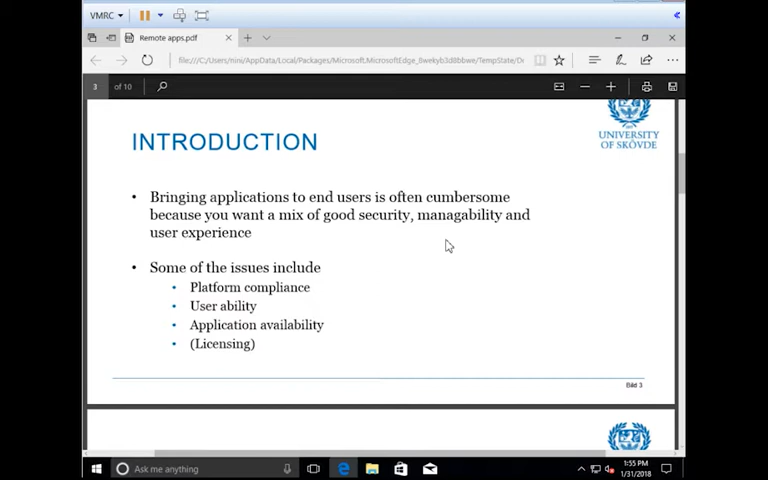 VMRC
Remote apps.pdf
file:///C:/Users/nini/AppData/Local/Packages/Microsoft.MicrosoftEdge_8wekyb3d8bbwe/TempState/Dc
3 of 10
UNIVERSITY
OF SKÖVDE
INTRODUCTION
• Bringing applications to end users is often cumbersome
because you want a mix of good security, managability and
user experience
• Some of the issues include
• Platform compliance
• User ability
• Application availability
• (Licensing)
Bild 3
Ask me anything
1:55 PM
1/31/2018